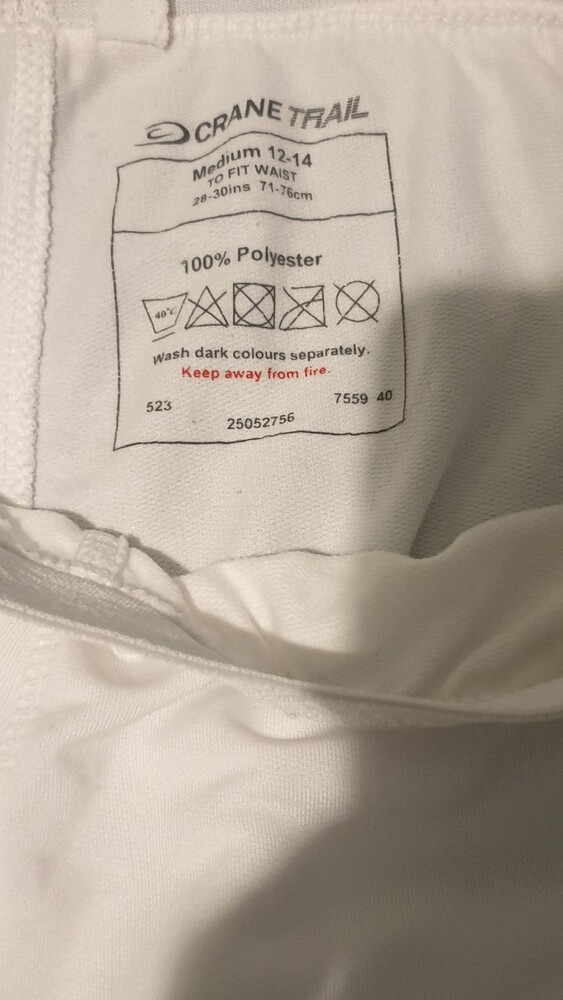 CRANE TRAIL
Medium 12-14
TO FIT WAIST
28-30ins 71-76cm
100% Polyester
40°C
Wash dark colours separately.
Keep away from fire.
523
7559 40
25052756